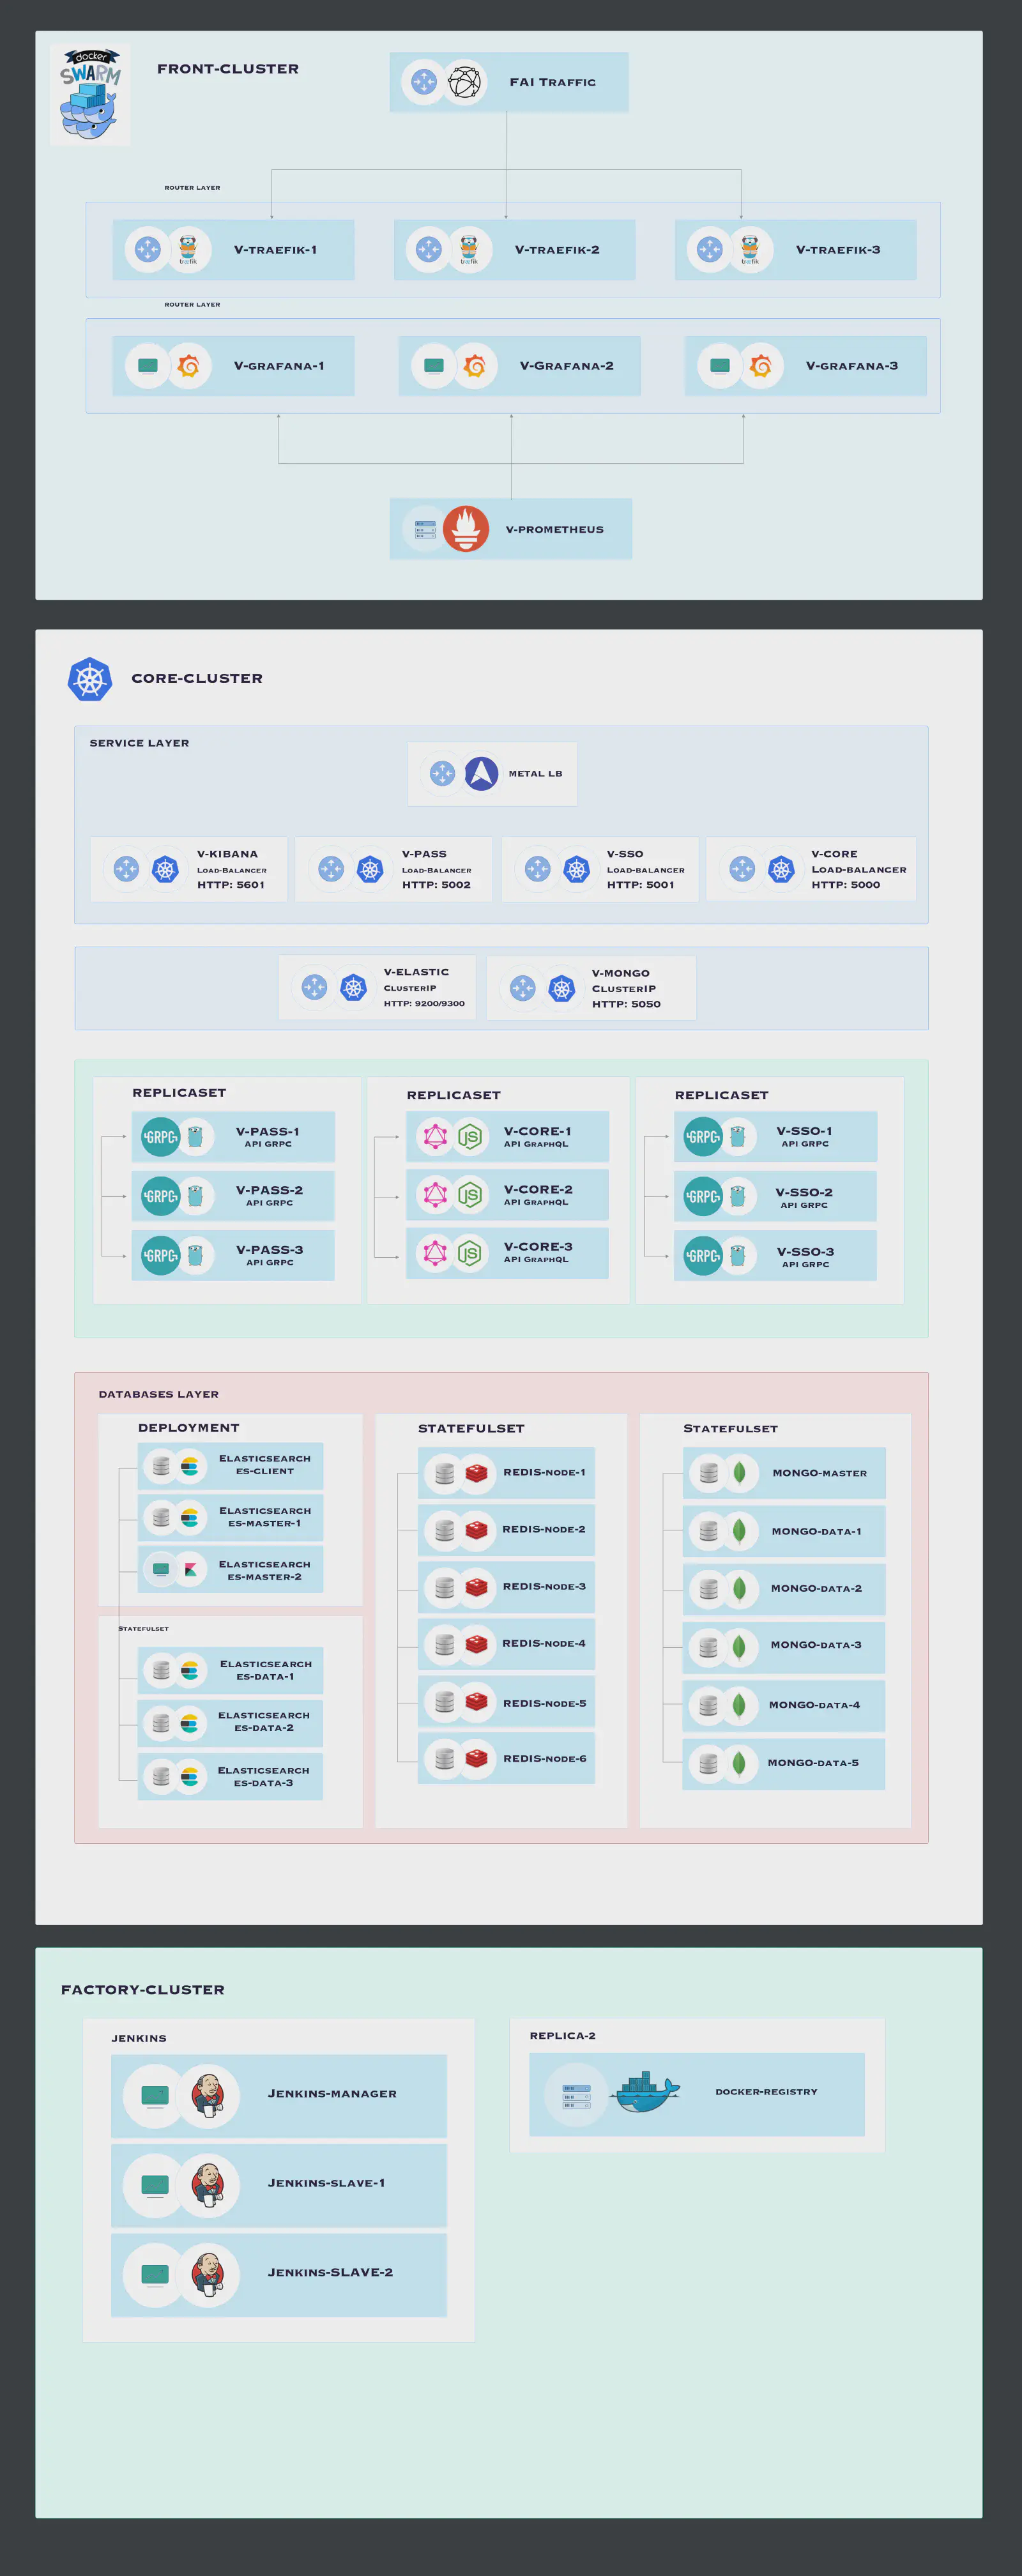 docker
SWARM
FRONT-CLUSTER
FAI Traffic
ROUTER LAYER
træfik
V-TRAEFIK-1
træfik
V-TRAEFIK-2
træfik
V-TRAEFIK-3
ROUTER LAYER
V-GRAFANA-1
V-Grafana-2
V-GRAFANA-3
V-PROMETHEUS
CORE-CLUSTER
SERVICE LAYER
METAL LB
V-KIBANA
Load-Balancer
HTTP: 5601
V-PASS
Load-Balancer
HTTP: 5002
V-SSO
Load-balancer
HTTP: 5001
V-CORE
Load-balancer
HTTP: 5000
V-ELASTIC
ClusterIP
HTTP: 9200/9300
V-MONGO
ClusterIP
HTTP: 5050
REPLICASET
GRPC
V-PASS-1
API GRPC
GRPC
V-PASS-2
API GRPC
GRPC
V-PASS-3
API GRPC
REPLICASET
JS
V-CORE-1
API GraphQL
JS
V-CORE-2
API GraphQL
JS
V-CORE-3
API GraphQL
REPLICASET
GRPC
V-SSO-1
API GRPC
GRPC
V-SSO-2
API GRPC
GRPC
V-SSO-3
API GRPC
DATABASES LAYER
DEPLOYMENT
Elasticsearch
ES-CLIENT
Elasticsearch
ES-MASTER-1
Elasticsearch
ES-MASTER-2
Statefulset
Elasticsearch
ES-DATA-1
Elasticsearch
ES-DATA-2
Elasticsearch
ES-DATA-3
STATEFULSET
REDIS-NODE-1
REDIS-NODE-2
REDIS-NODE-3
REDIS-NODE-4
REDIS-NODE-5
REDIS-NODE-6
Statefulset
MONGO-MASTER
MONGO-DATA-1
MONGO-DATA-2
MONGO-DATA-3
MONGO-DATA-4
MONGO-DATA-5
FACTORY-CLUSTER
JENKINS
Jenkins-manager
Jenkins-slave-1
Jenkins-SLAVE-2
REPLICA-2
DOCKER-REGISTRY